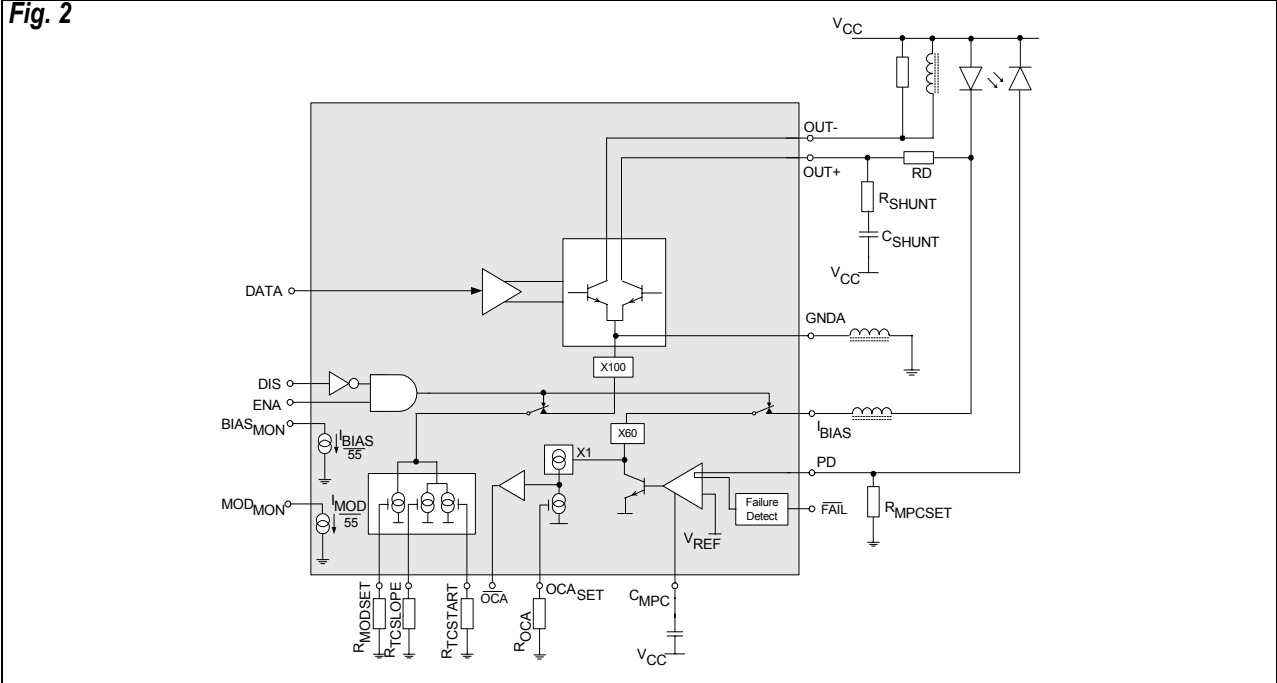 Fig. 2
VCC
OUT-
OUT+
RD
RSHUNT
CSHUNT
VCC
DATA
GNDA
X100
DIS
ENA
BIASMON
IBIAS
55
X60
IBIAS
X1
PD
MODMON
IMOD
55
Failure
Detect
FAIL
RMPCSET
VREF
RMODSET
RTCSLOPE
RTCSTART
OCA
OCASET
ROCA
CMPC
VCC